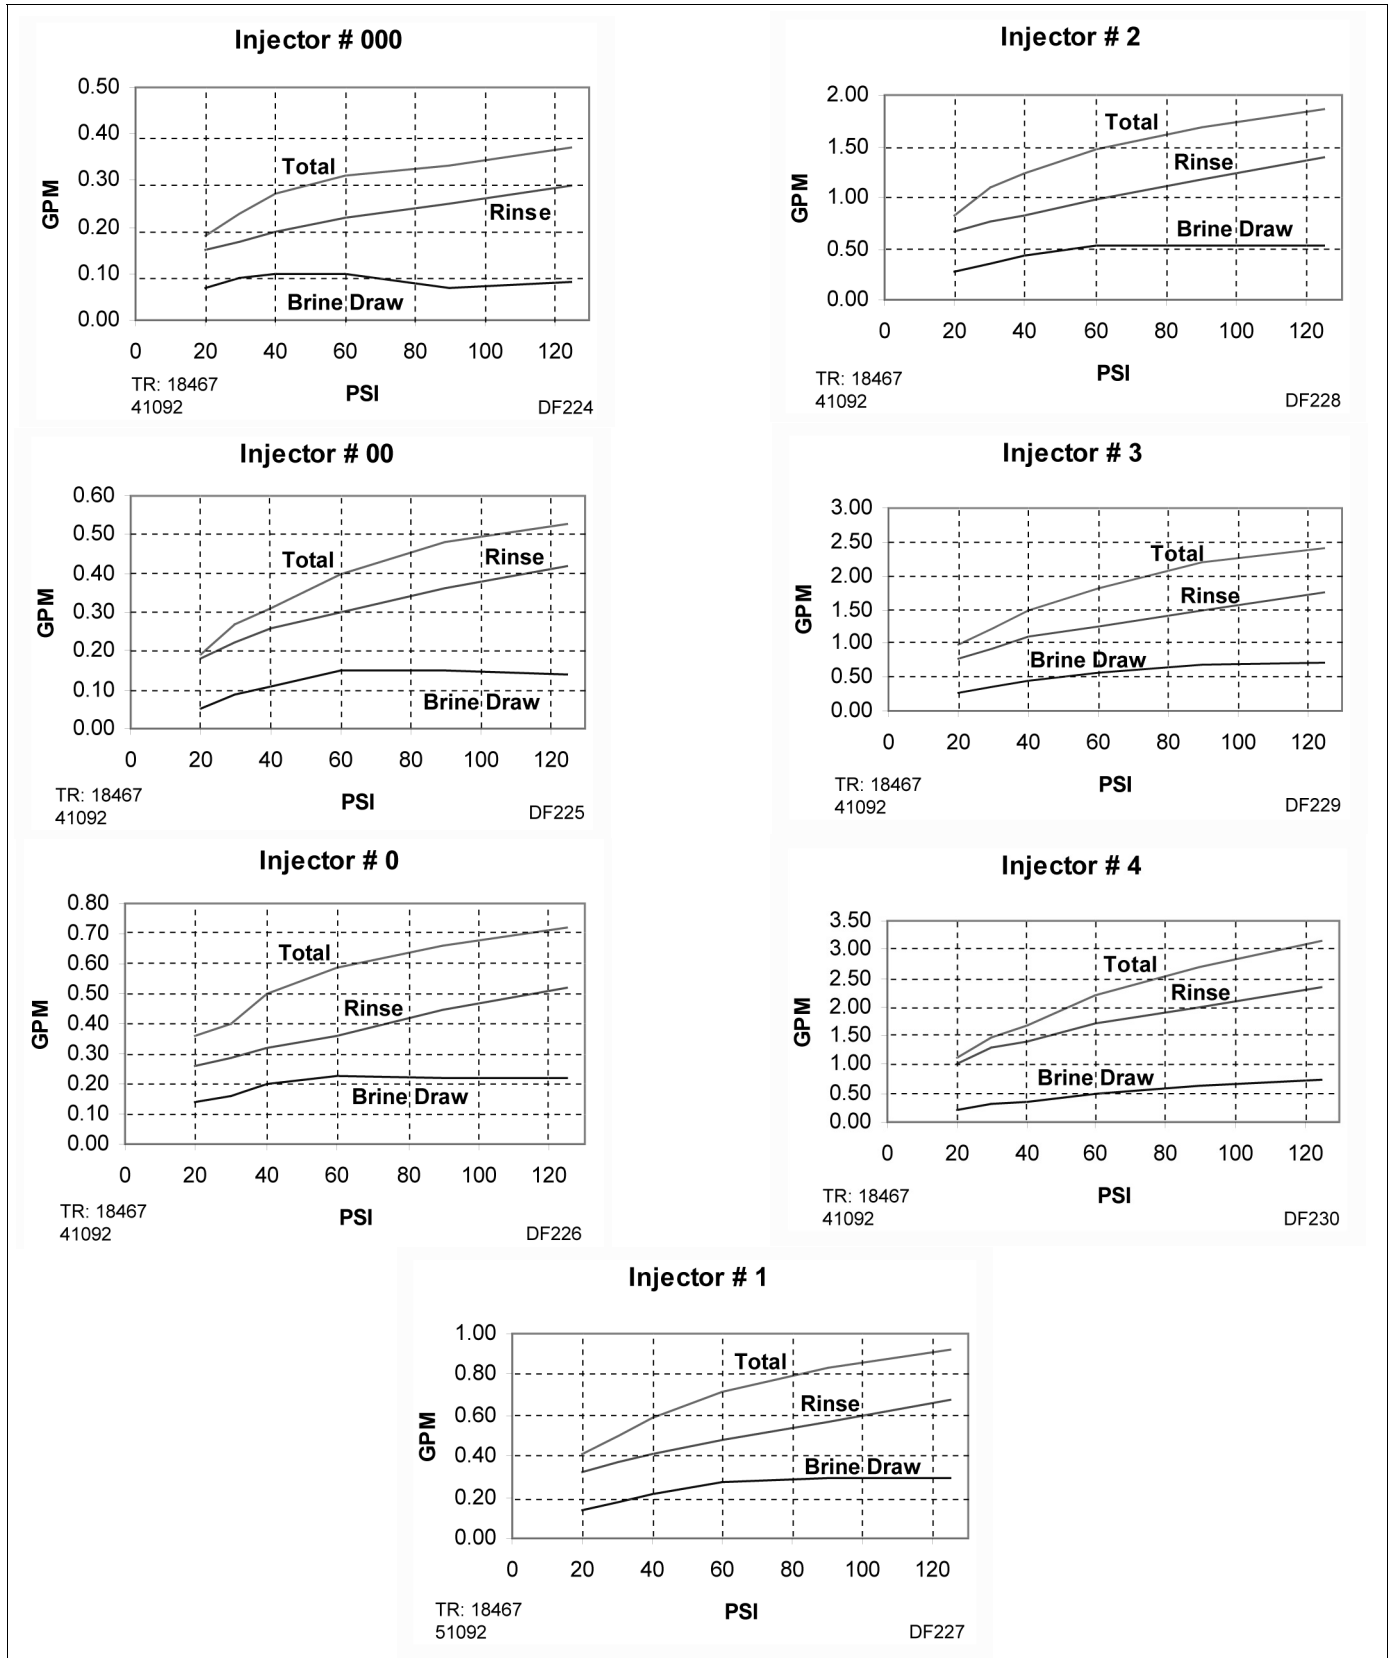 Injector # 000
0.50
0.40
0.30
0.20
0.10
0.00
GPM
Total
Rinse
Brine Draw
0 20 40 60 80 100 120
PSI
TR: 18467
41092
DF224
Injector # 2
2.00
1.50
1.00
0.50
0.00
GPM
Total
Rinse
Brine Draw
0 20 40 60 80 100 120
PSI
TR: 18467
41092
DF228
Injector # 00
0.60
0.50
0.40
0.30
0.20
0.10
0.00
GPM
Total
Rinse
Brine Draw
0 20 40 60 80 100 120
PSI
TR: 18467
41092
DF225
Injector # 3
3.00
2.50
2.00
1.50
1.00
0.50
0.00
GPM
Total
Rinse
Brine Draw
0 20 40 60 80 100 120
PSI
TR: 18467
41092
DF229
Injector # 0
0.80
0.70
0.60
0.50
0.40
0.30
0.20
0.10
0.00
GPM
Total
Rinse
Brine Draw
0 20 40 60 80 100 120
PSI
TR: 18467
41092
DF226
Injector # 4
3.50
3.00
2.50
2.00
1.50
1.00
0.50
0.00
GPM
Total
Rinse
Brine Draw
0 20 40 60 80 100 120
PSI
TR: 18467
41092
DF230
Injector # 1
1.00
0.80
0.60
0.40
0.20
0.00
GPM
Total
Rinse
Brine Draw
0 20 40 60 80 100 120
PSI
TR: 18467
51092
DF227